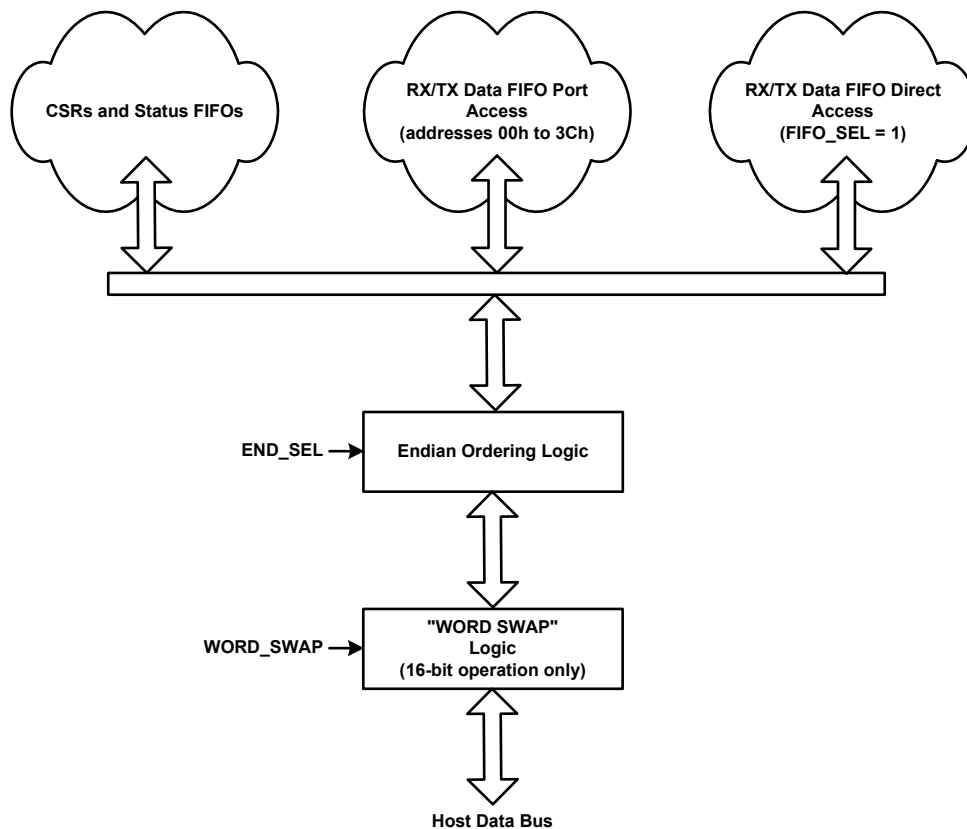 CSRs and Status FIFOs
RX/TX Data FIFO Port
Access
(addresses 00h to 3Ch)
RX/TX Data FIFO Direct
Access
(FIFO_SEL = 1)
END_SEL
Endian Ordering Logic
WORD_SWAP
"WORD SWAP"
Logic
(16-bit operation only)
Host Data Bus